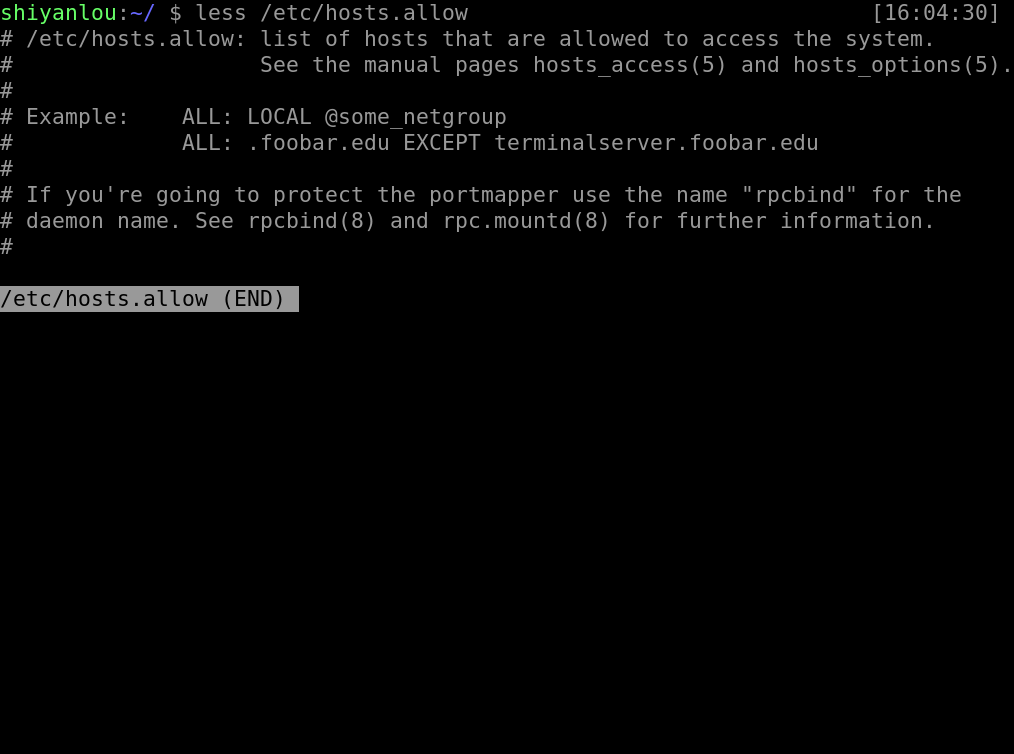 shiyanlou:~/ $ less /etc/hosts.allow                               [16:04:30]
# /etc/hosts.allow: list of hosts that are allowed to access the system.
#                   See the manual pages hosts_access(5) and hosts_options(5).
#
# Example:    ALL: LOCAL @some_netgroup
#             ALL: .foobar.edu EXCEPT terminalserver.foobar.edu
#
# If you're going to protect the portmapper use the name "rpcbind" for the
# daemon name. See rpcbind(8) and rpc.mountd(8) for further information.
#
/etc/hosts.allow (END)